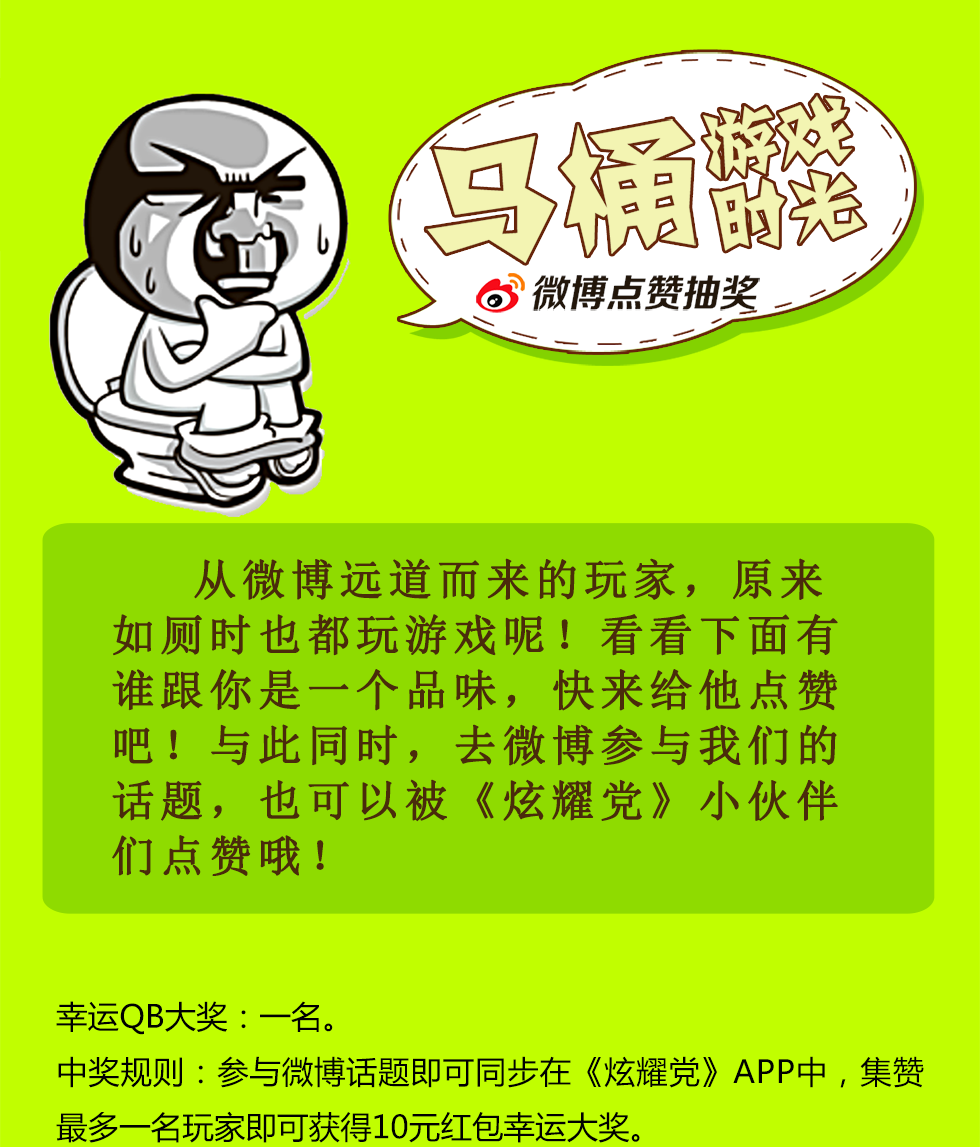 马桶游戏时光
微博点赞抽奖
从微博远道而来的玩家，原来
如厕时也都玩游戏呢！看看下面有
谁跟你是一个品味，快来给他点赞
吧！与此同时，去微博参与我们的
话题，也可以被《炫耀党》小伙伴
们点赞哦！
幸运QB大奖：一名。
中奖规则：参与微博话题即可同步在《炫耀党》APP中，集赞
最多一名玩家即可获得10元红包幸运大奖。